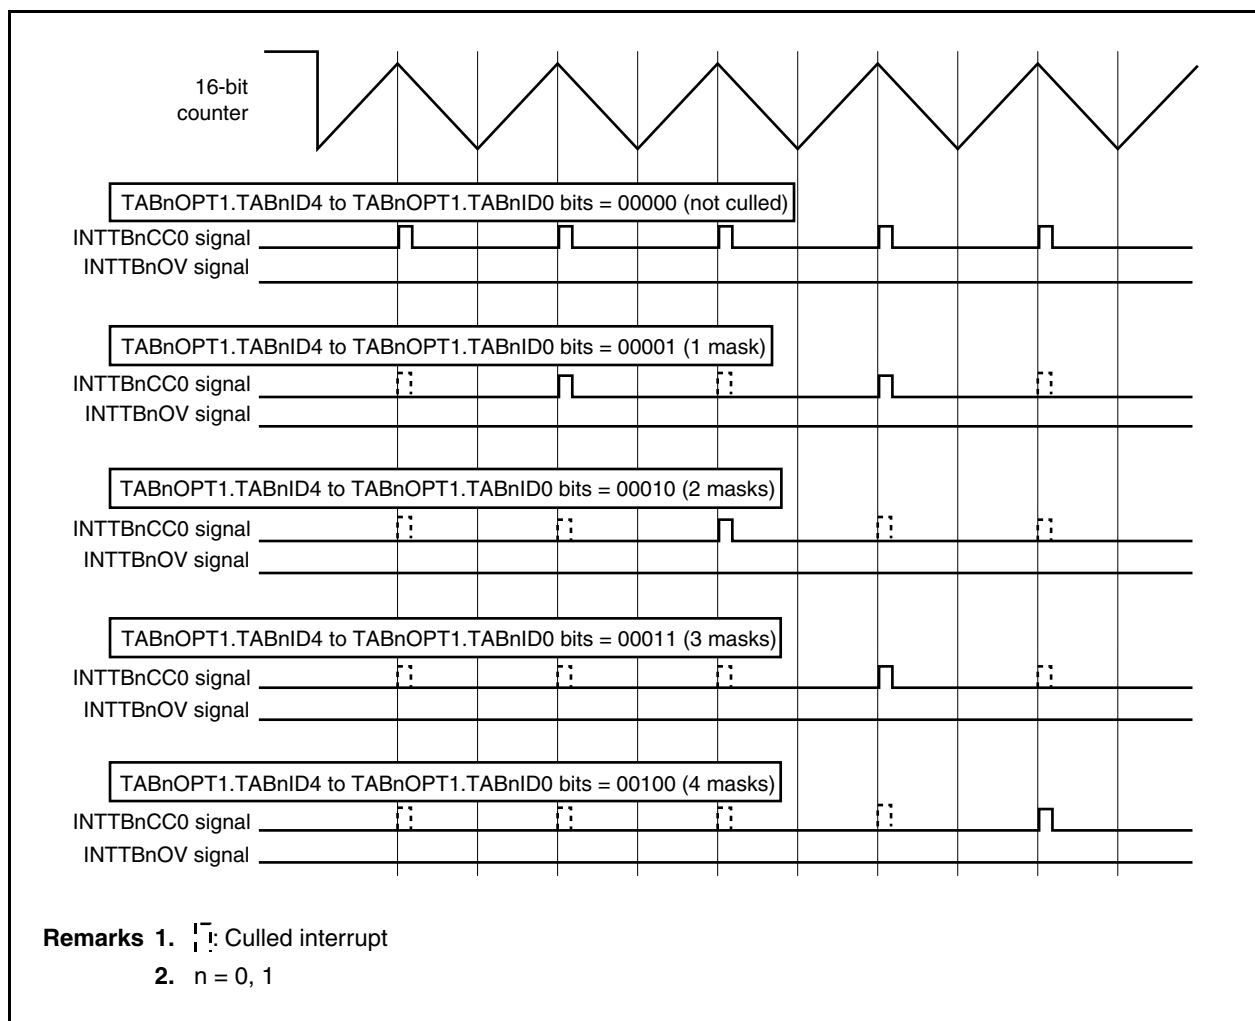 16-bit
counter
TABnOPT1.TABnID4 to TABnOPT1.TABnID0 bits = 00000 (not culled)
INTTBnCC0 signal
INTTBnOV signal
TABnOPT1.TABnID4 to TABnOPT1.TABnID0 bits = 00001 (1 mask)
INTTBnCC0 signal
INTTBnOV signal
TABnOPT1.TABnID4 to TABnOPT1.TABnID0 bits = 00010 (2 masks)
INTTBnCC0 signal
INTTBnOV signal
TABnOPT1.TABnID4 to TABnOPT1.TABnID0 bits = 00011 (3 masks)
INTTBnCC0 signal
INTTBnOV signal
TABnOPT1.TABnID4 to TABnOPT1.TABnID0 bits = 00100 (4 masks)
INTTBnCC0 signal
INTTBnOV signal
Remarks 1. : Culled interrupt
2. n = 0, 1